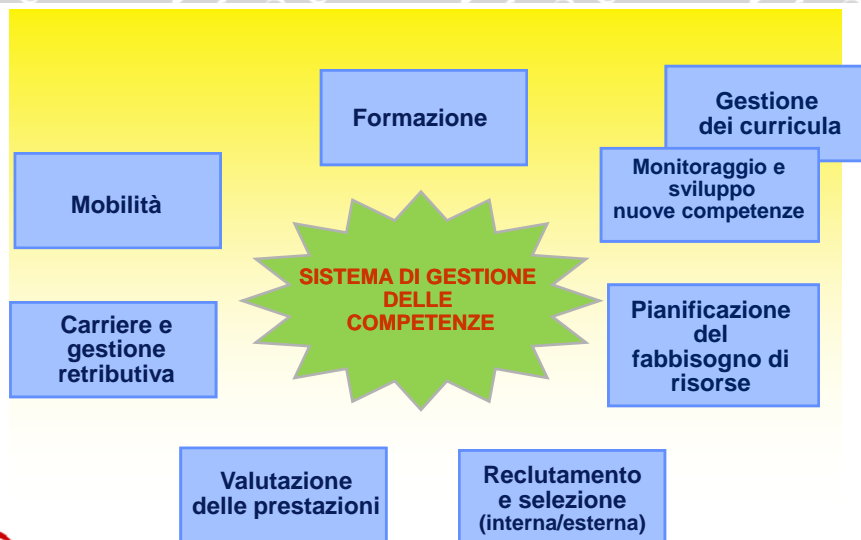 Formazione
Gestione
dei curricula
Monitoraggio e
sviluppo
nuove competenze
Mobilità
SISTEMA DI GESTIONE
DELLE
COMPETENZE
Carriere e
gestione
retributiva
Pianificazione
del
fabbisogno di
risorse
Valutazione
delle prestazioni
Reclutamento
e selezione
(interna/esterna)